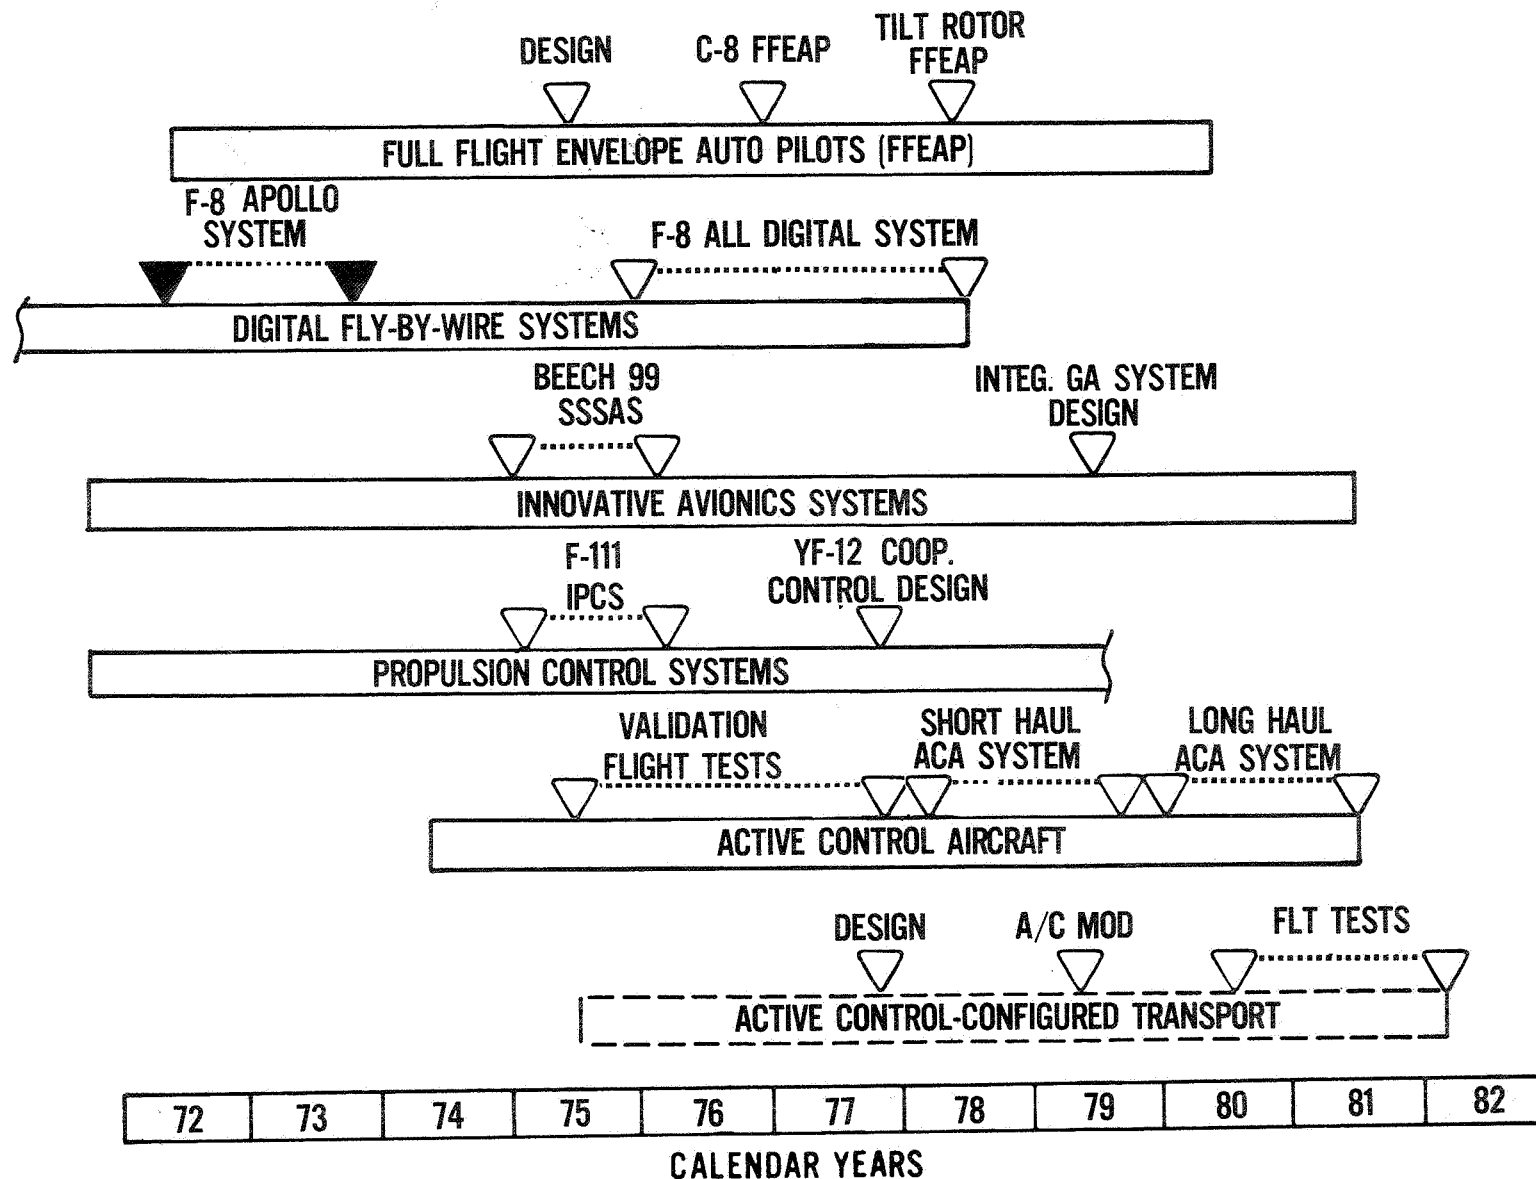 DESIGN
C-8 FFEAP
TILT ROTOR
FFEAP
FULL FLIGHT ENVELOPE AUTO PILOTS (FFEAP)
F-8 APOLLO
SYSTEM
F-8 ALL DIGITAL SYSTEM
DIGITAL FLY-BY-WIRE SYSTEMS
BEECH 99
SSSAS
INTEG. GA SYSTEM
DESIGN
INNOVATIVE AVIONICS SYSTEMS
F-111
IPCS
YF-12 COOP.
CONTROL DESIGN
PROPULSION CONTROL SYSTEMS
VALIDATION
FLIGHT TESTS
SHORT HAUL
ACA SYSTEM
LONG HAUL
ACA SYSTEM
ACTIVE CONTROL AIRCRAFT
DESIGN
A/C MOD
FLT TESTS
ACTIVE CONTROL-CONFIGURED TRANSPORT
72 73 74 75 76 77 78 79 80 81 82
CALENDAR YEARS